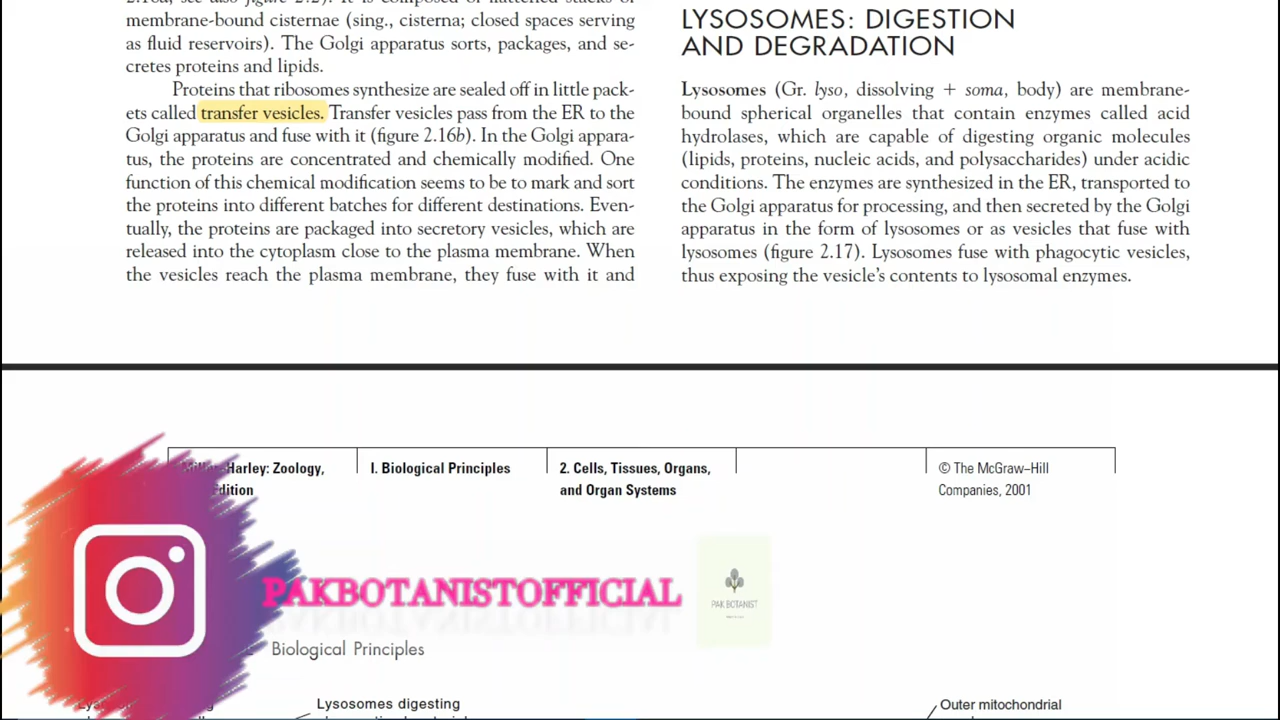 membrane-bound cisternae (sing., cisterna; closed spaces serving
as fluid reservoirs). The Golgi apparatus sorts, packages, and se-
cretes proteins and lipids.
Proteins that ribosomes synthesize are sealed off in little pack-
ets called transfer vesicles. Transfer vesicles pass from the ER to the
Golgi apparatus and fuse with it (figure 2.16b). In the Golgi appara-
tus, the proteins are concentrated and chemically modified. One
function of this chemical modification seems to be to mark and sort
the proteins into different batches for different destinations. Even-
tually, the proteins are packaged into secretory vesicles, which are
released into the cytoplasm close to the plasma membrane. When
the vesicles reach the plasma membrane, they fuse with it and
LYSOSOMES: DIGESTION
AND DEGRADATION
Lysosomes (Gr. lyso, dissolving + soma, body) are membrane-
bound spherical organelles that contain enzymes called acid
hydrolases, which are capable of digesting organic molecules
(lipids, proteins, nucleic acids, and polysaccharides) under acidic
conditions. The enzymes are synthesized in the ER, transported to
the Golgi apparatus for processing, and then secreted by the Golgi
apparatus in the form of lysosomes or as vesicles that fuse with
lysosomes (figure 2.17). Lysosomes fuse with phagocytic vesicles,
thus exposing the vesicle's contents to lysosomal enzymes.
Harley: Zoology,
I. Biological Principles
2. Cells, Tissues, Organs,
and Organ Systems
© The McGraw–Hill
Companies, 2001
PAKBOTANISTOFFICIAL
PAK BOTANIST
Biological Principles
Lysosomes digesting
Outer mitochondrial